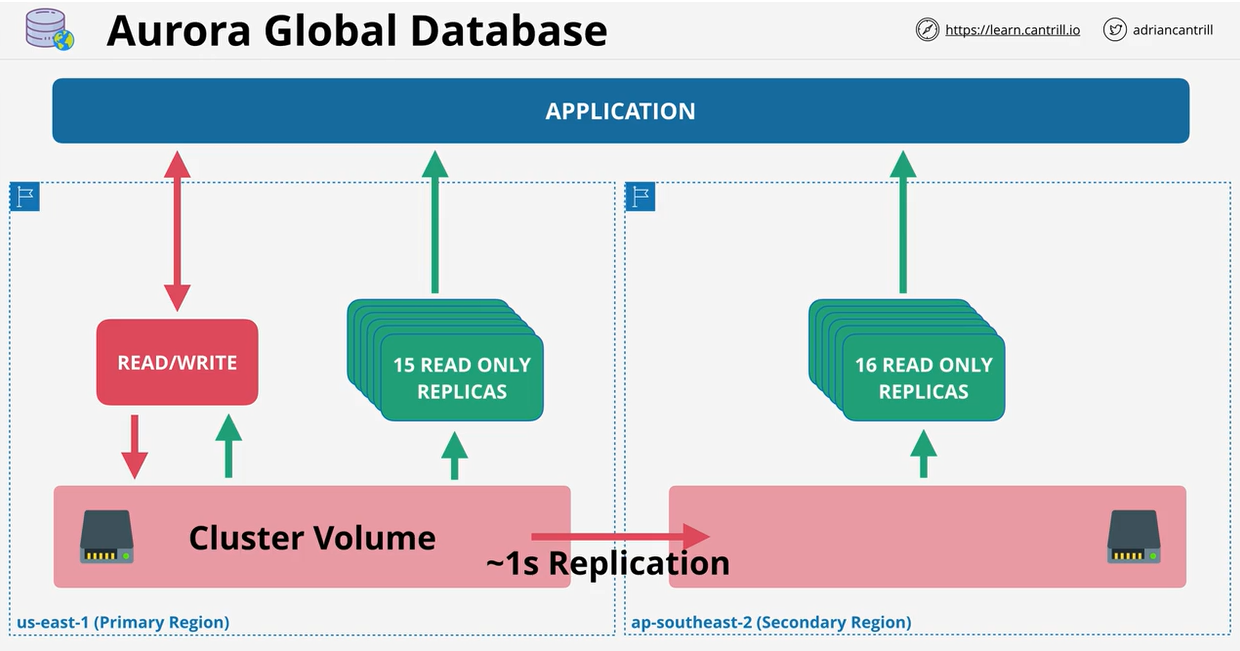 Aurora Global Database
https://learn.cantrill.io
adriancantrill
APPLICATION
READ/WRITE
15 READ ONLY
REPLICAS
16 READ ONLY
REPLICAS
Cluster Volume
~1s Replication
us-east-1 (Primary Region)
ap-southeast-2 (Secondary Region)